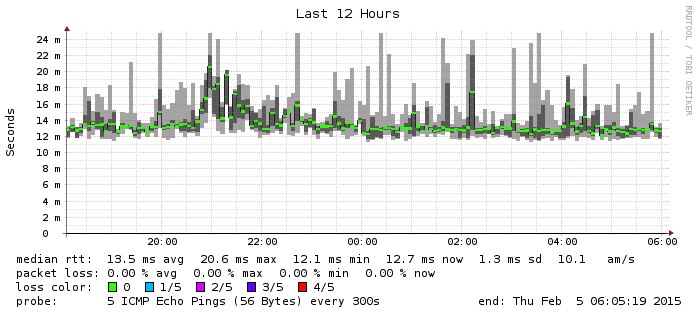 Last 12 Hours
RRDTOOL / TOBI OETIKER
Seconds
24 m
22 m
20 m
18 m
16 m
14 m
12 m
10 m
8 m
6 m
4 m
2 m
0
20:00 22:00 00:00 02:00 04:00 06:00
median rtt: 13.5 ms avg 20.6 ms max 12.1 ms min 12.7 ms now 1.3 ms sd 10.1 am/s
packet loss: 0.00 % avg 0.00 % max 0.00 % min 0.00 % now
loss color: 0 1/5 2/5 3/5 4/5
probe: 5 ICMP Echo Pings (56 Bytes) every 300s end: Thu Feb 5 06:05:19 2015